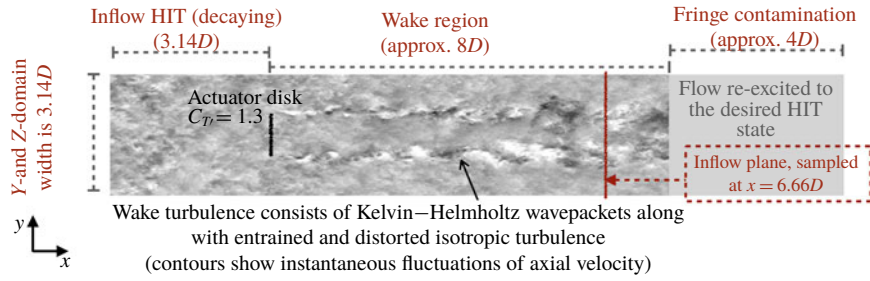 Inflow HIT (decaying)
(3.14D)
Wake region
(approx. 8D)
Fringe contamination
(approx. 4D)
Y-and Z-domain
width is 3.14D
Actuator disk
C_T′ = 1.3
Flow re-excited to
the desired HIT
state
Inflow plane, sampled
at x = 6.66D
Wake turbulence consists of Kelvin−Helmholtz wavepackets along
with entrained and distorted isotropic turbulence
(contours show instantaneous fluctuations of axial velocity)
y
x